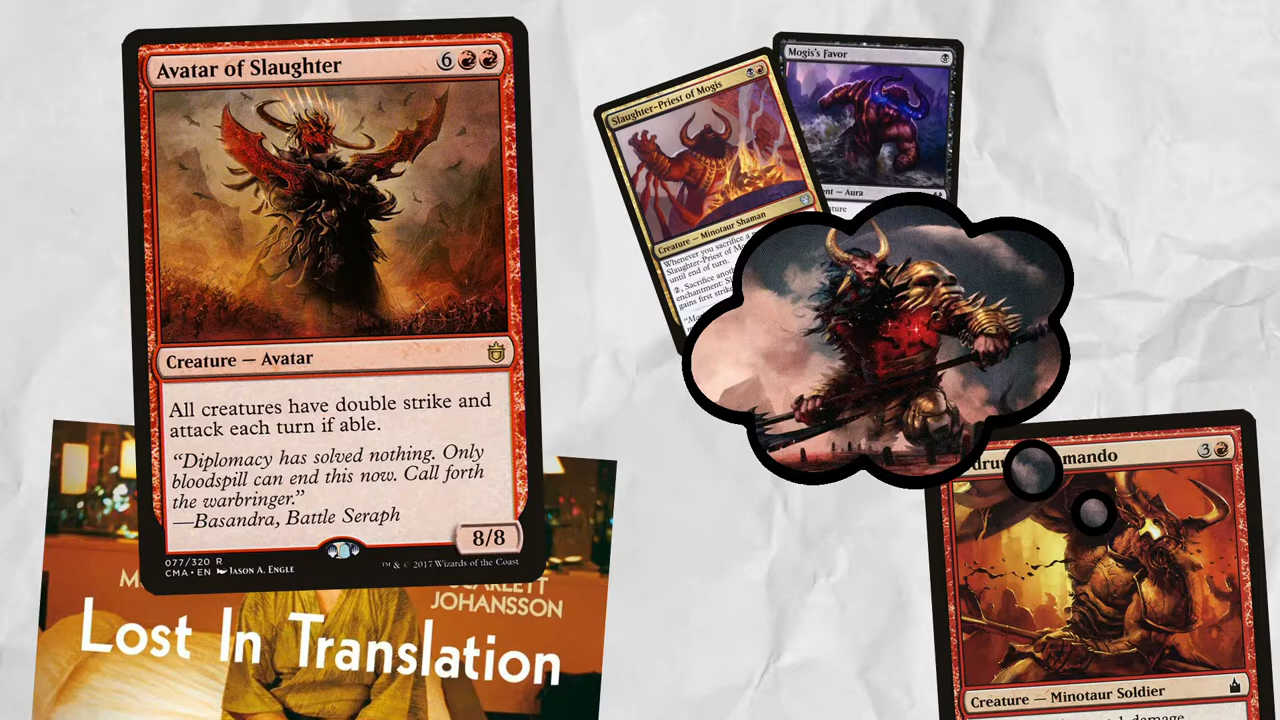 Avatar of Slaughter
6
Creature — Avatar
All creatures have double strike and
attack each turn if able.
“Diplomacy has solved nothing. Only
bloodspill can end this now. Call forth
the warbringer.”
—Basandra, Battle Seraph
8/8
077/320 R
CMA • EN JASON A. ENGLE
™ & © 2017 Wizards of the Coast
JOHANSSON
Lost In Translation
Slaughter-Priest of Mogis
Creature — Minotaur Shaman
Whenever you sacrifice a
Slaughter-Priest of
until end of turn.
2, Sacrifice
enchantment:
gains first strike
Mogis's Favor
— Aura
3
Creature — Minotaur Soldier
damage